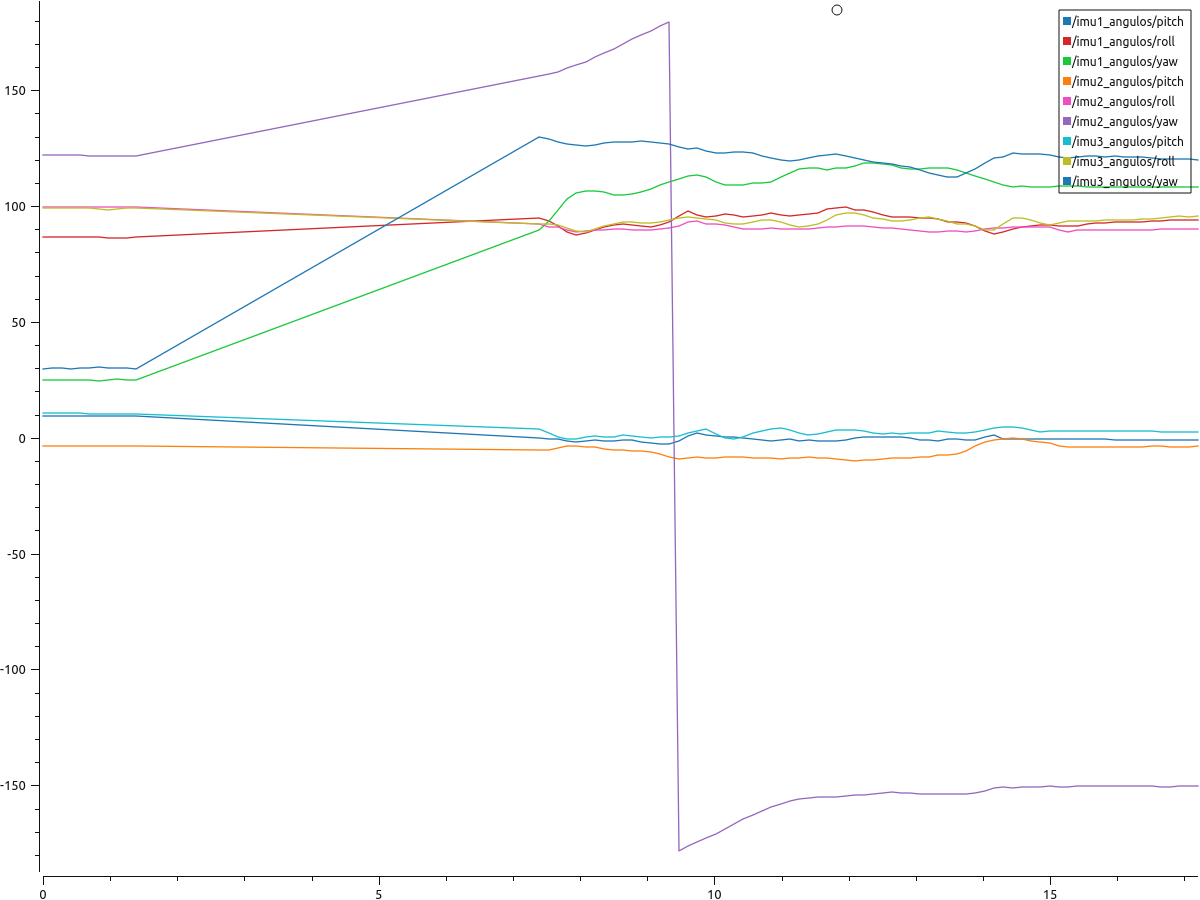 /imu1_angulos/pitch
/imu1_angulos/roll
/imu1_angulos/yaw
/imu2_angulos/pitch
/imu2_angulos/roll
/imu2_angulos/yaw
/imu3_angulos/pitch
/imu3_angulos/roll
/imu3_angulos/yaw
150
100
50
0
-50
-100
-150
0 5 10 15